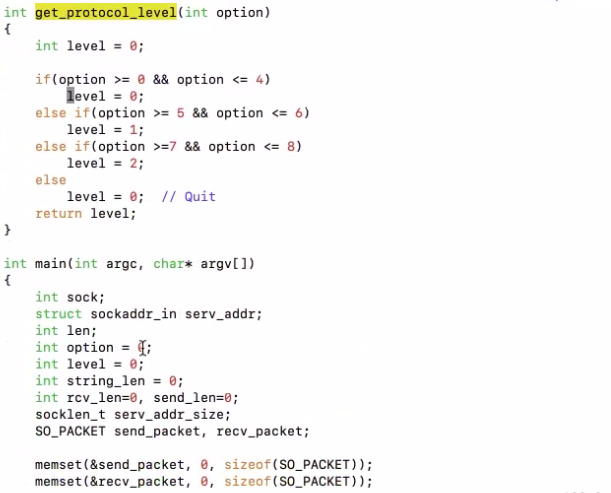 int get_protocol_level(int option)
{
    int level = 0;

    if(option >= 0 && option <= 4)
        level = 0;
    else if(option >= 5 && option <= 6)
        level = 1;
    else if(option >=7 && option <= 8)
        level = 2;
    else
        level = 0;  // Quit
    return level;
}

int main(int argc, char* argv[])
{
    int sock;
    struct sockaddr_in serv_addr;
    int len;
    int option = 0;
    int level = 0;
    int string_len = 0;
    int rcv_len=0, send_len=0;
    socklen_t serv_addr_size;
    SO_PACKET send_packet, recv_packet;

    memset(&send_packet, 0, sizeof(SO_PACKET));
    memset(&recv_packet, 0, sizeof(SO_PACKET));